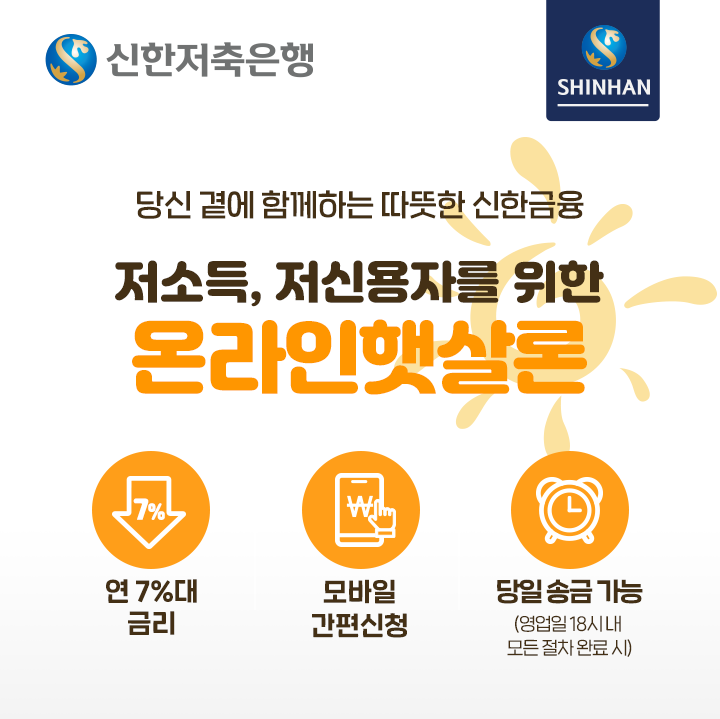 신한저축은행
SHINHAN
당신 곁에 함께하는 따뜻한 신한금융
저소득, 저신용자를 위한
온라인햇살론
7%
₩
연 7%대
금리
모바일
간편신청
당일 송금 가능
(영업일 18시 내
모든 절차 완료 시)